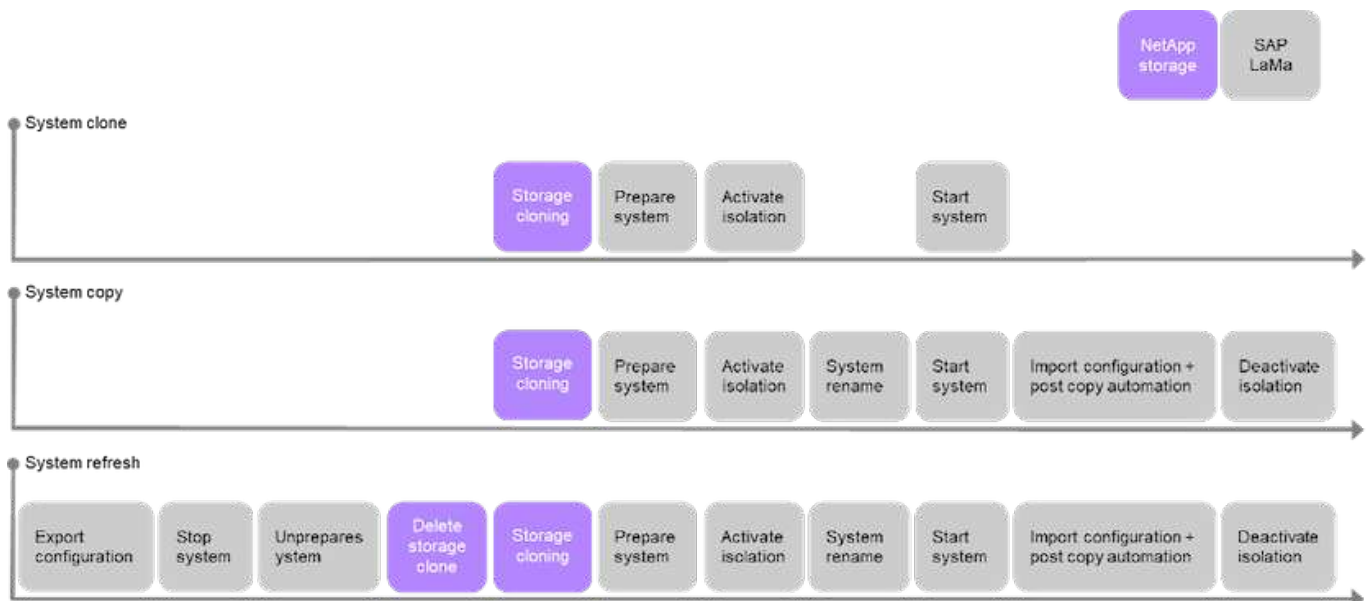 NetApp
storage
SAP
LaMa
System clone
Storage
cloning
Prepare
system
Activate
isolation
Start
system
System copy
Storage
cloning
Prepare
system
Activate
isolation
System
rename
Start
system
Import configuration +
post copy automation
Deactivate
isolation
System refresh
Export
configuration
Stop
system
Unprepares
ystem
Delete
storage
clone
Storage
cloning
Prepare
system
Activate
isolation
System
rename
Start
system
Import configuration +
post copy automation
Deactivate
isolation